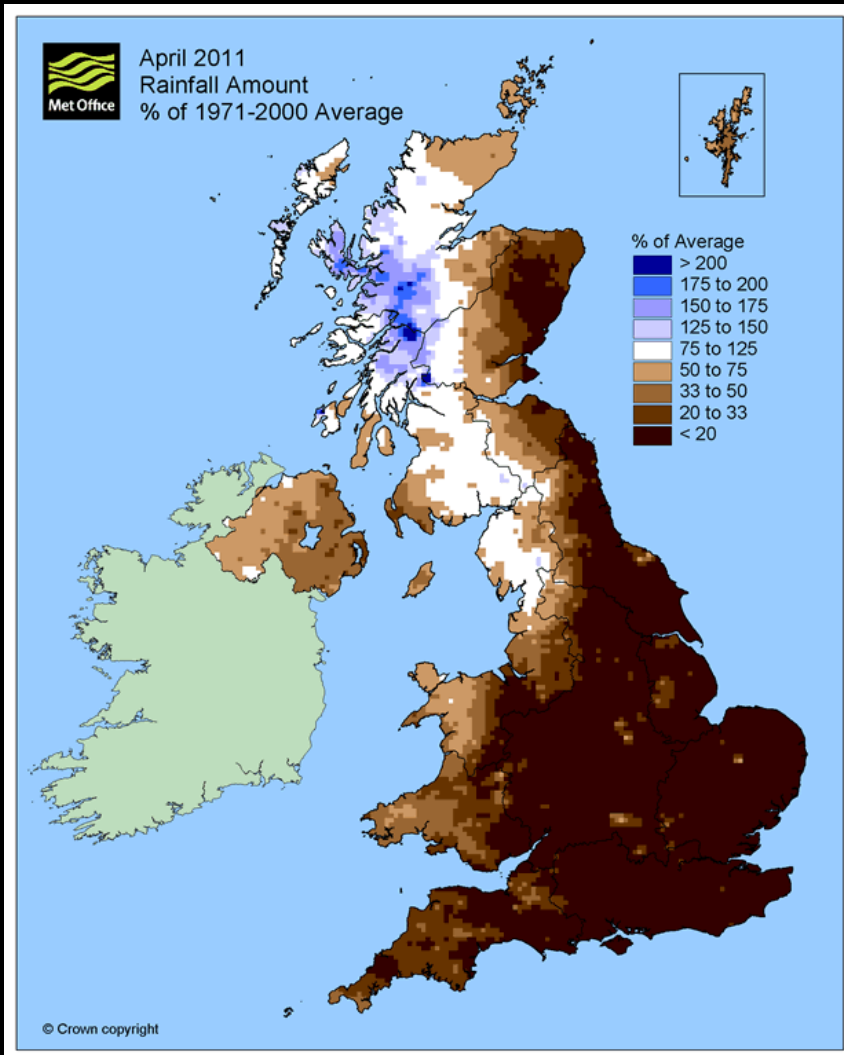 Met Office
April 2011
Rainfall Amount
% of 1971-2000 Average
% of Average
> 200
175 to 200
150 to 175
125 to 150
75 to 125
50 to 75
33 to 50
20 to 33
< 20
© Crown copyright